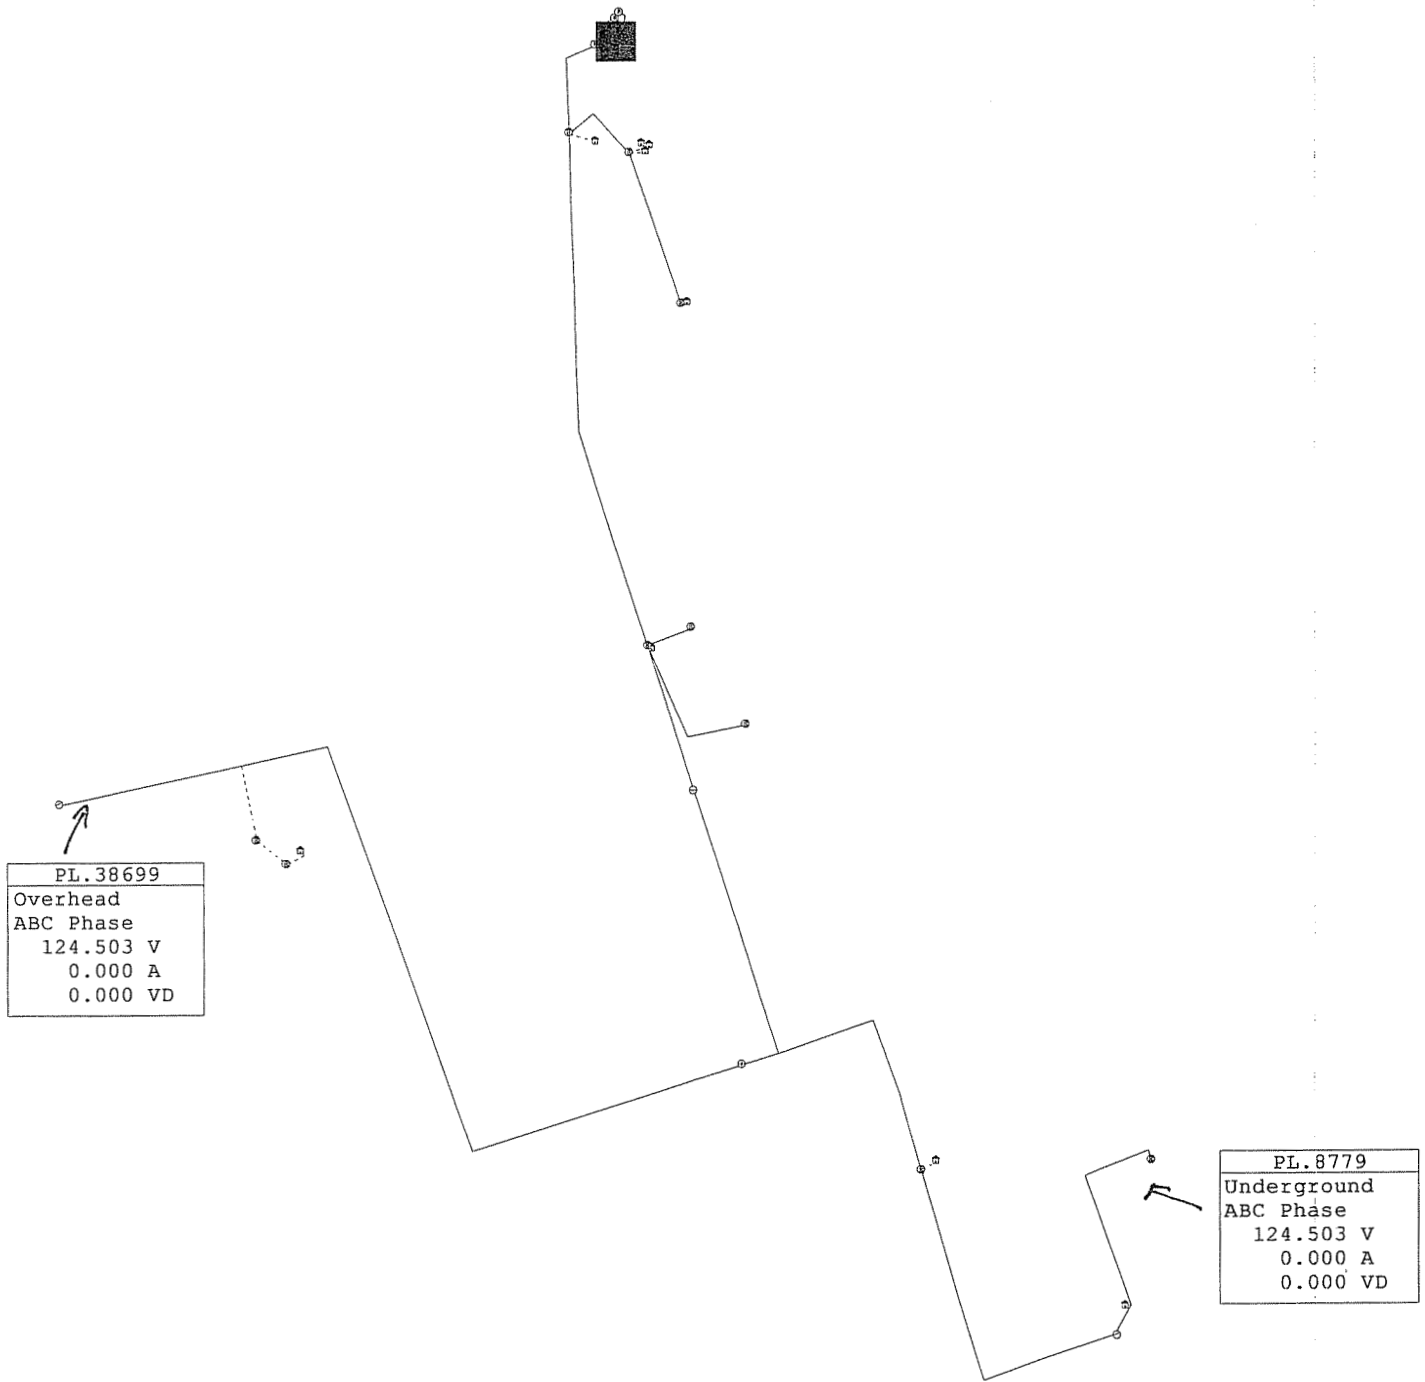 PL.38699
Overhead
ABC Phase
124.503 V
0.000 A
0.000 VD
PL.8779
Underground
ABC Phase
124.503 V
0.000 A
0.000 VD